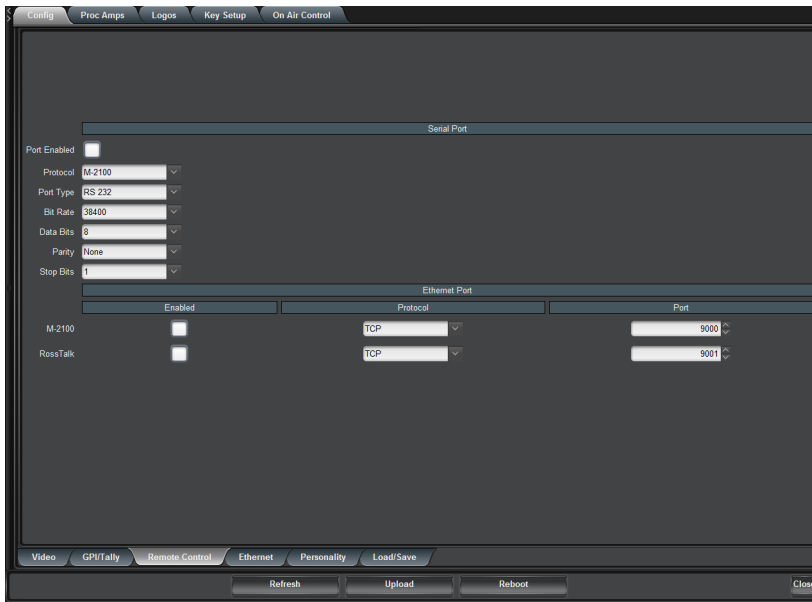 Config Proc Amps Logos Key Setup On Air Control
Serial Port
Port Enabled
Protocol M-2100
Port Type RS 232
Bit Rate 38400
Data Bits 8
Parity None
Stop Bits 1
Ethernet Port
Enabled Protocol Port
M-2100 TCP 9000
RossTalk TCP 9001
Video GPI/Tally Remote Control Ethernet Personality Load/Save
Refresh Upload Reboot Close